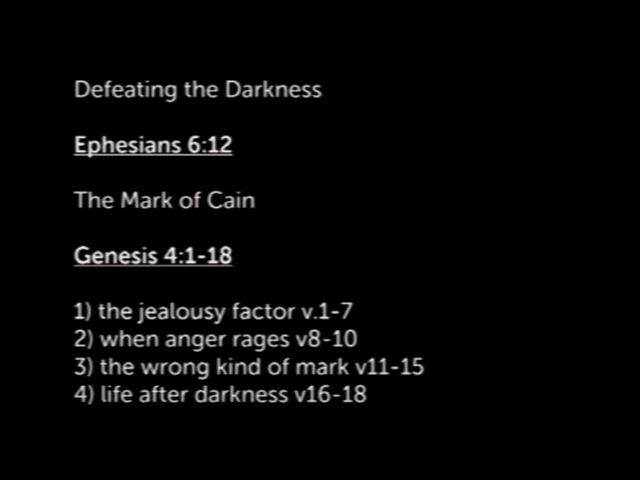 Defeating the Darkness
Ephesians 6:12
The Mark of Cain
Genesis 4:1-18
1) the jealousy factor v.1-7
2) when anger rages v8-10
3) the wrong kind of mark v11-15
4) life after darkness v16-18